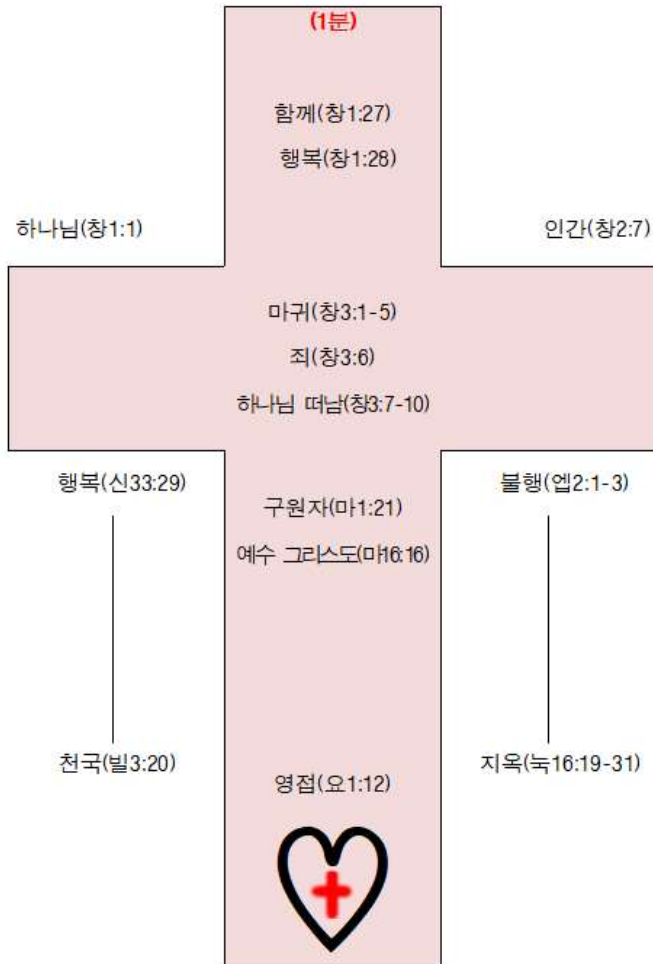 (1분)
함께(창1:27)
행복(창1:28)
하나님(창1:1)
인간(창2:7)
마귀(창3:1-5)
죄(창3:6)
하나님 떠남(창3:7-10)
행복(신33:29)
불행(엡2:1-3)
구원자(마1:21)
예수 그리스도(마16:16)
천국(빌3:20)
지옥(눅16:19-31)
영접(요1:12)